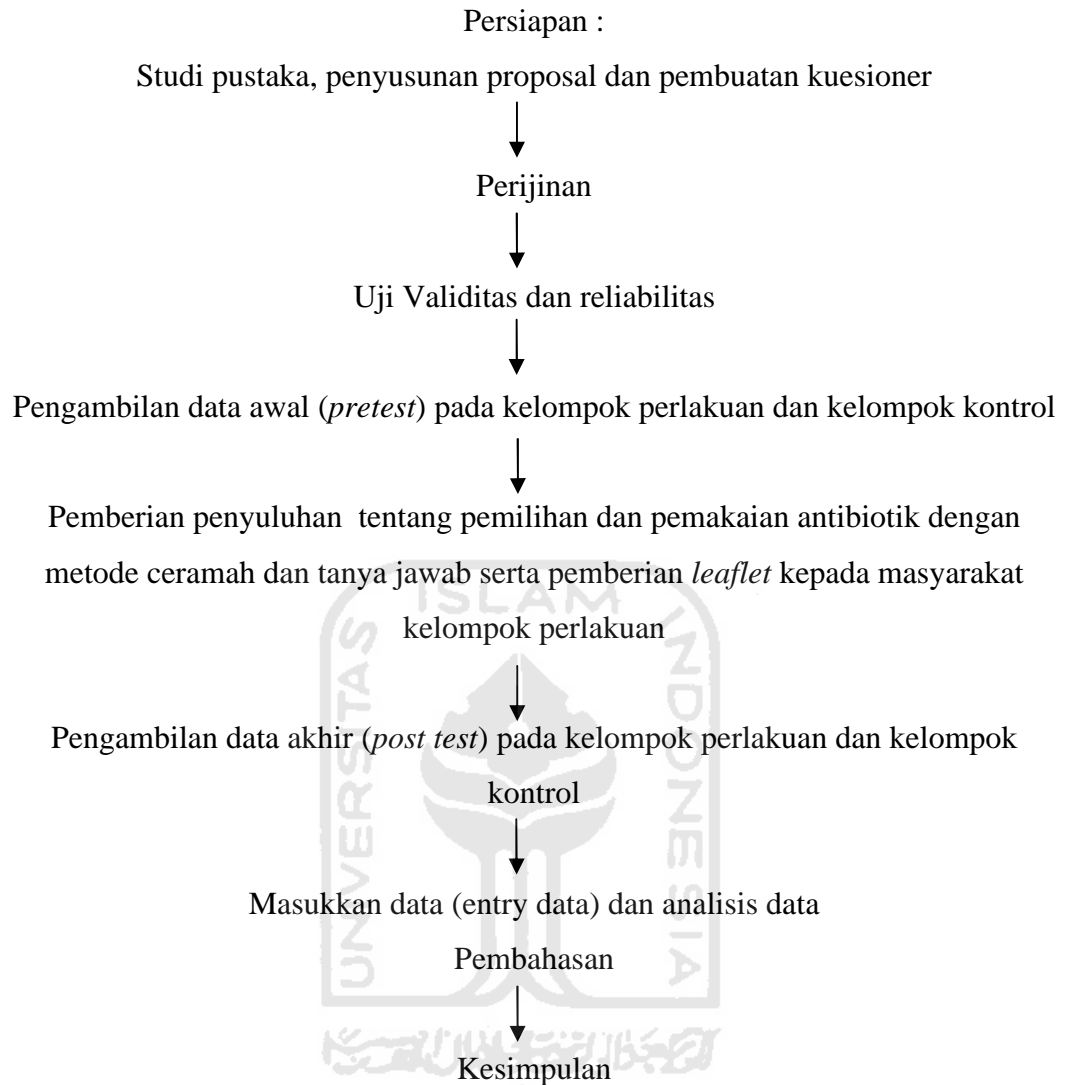 Persiapan :
Studi pustaka, penyusunan proposal dan pembuatan kuesioner
Perijinan
Uji Validitas dan reliabilitas
Pengambilan data awal (pretest) pada kelompok perlakuan dan kelompok kontrol
Pemberian penyuluhan  tentang pemilihan dan pemakaian antibiotik dengan
metode ceramah dan tanya jawab serta pemberian leaflet kepada masyarakat
kelompok perlakuan
Pengambilan data akhir (post test) pada kelompok perlakuan dan kelompok
kontrol
Masukkan data (entry data) dan analisis data
Pembahasan
Kesimpulan
UNIVERSITAS
ISLAM
INDONESIA